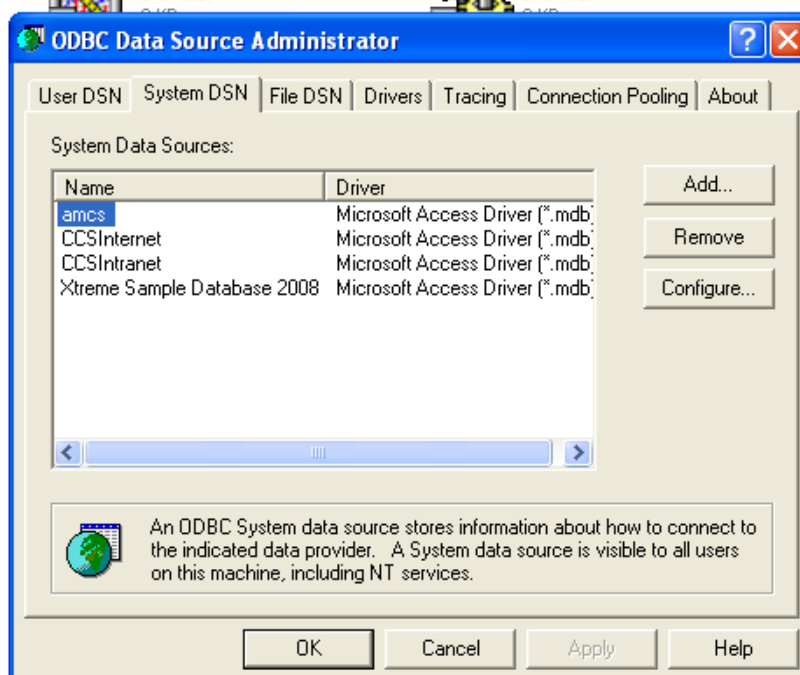 ODBC Data Source Administrator
User DSN System DSN File DSN Drivers Tracing Connection Pooling About
System Data Sources:
Name Driver
amcs Microsoft Access Driver (*.mdb)
CCSInternet Microsoft Access Driver (*.mdb)
CCSIntranet Microsoft Access Driver (*.mdb)
Xtreme Sample Database 2008 Microsoft Access Driver (*.mdb)
Add...
Remove
Configure...
An ODBC System data source stores information about how to connect to
the indicated data provider. A System data source is visible to all users
on this machine, including NT services.
OK Cancel Apply Help